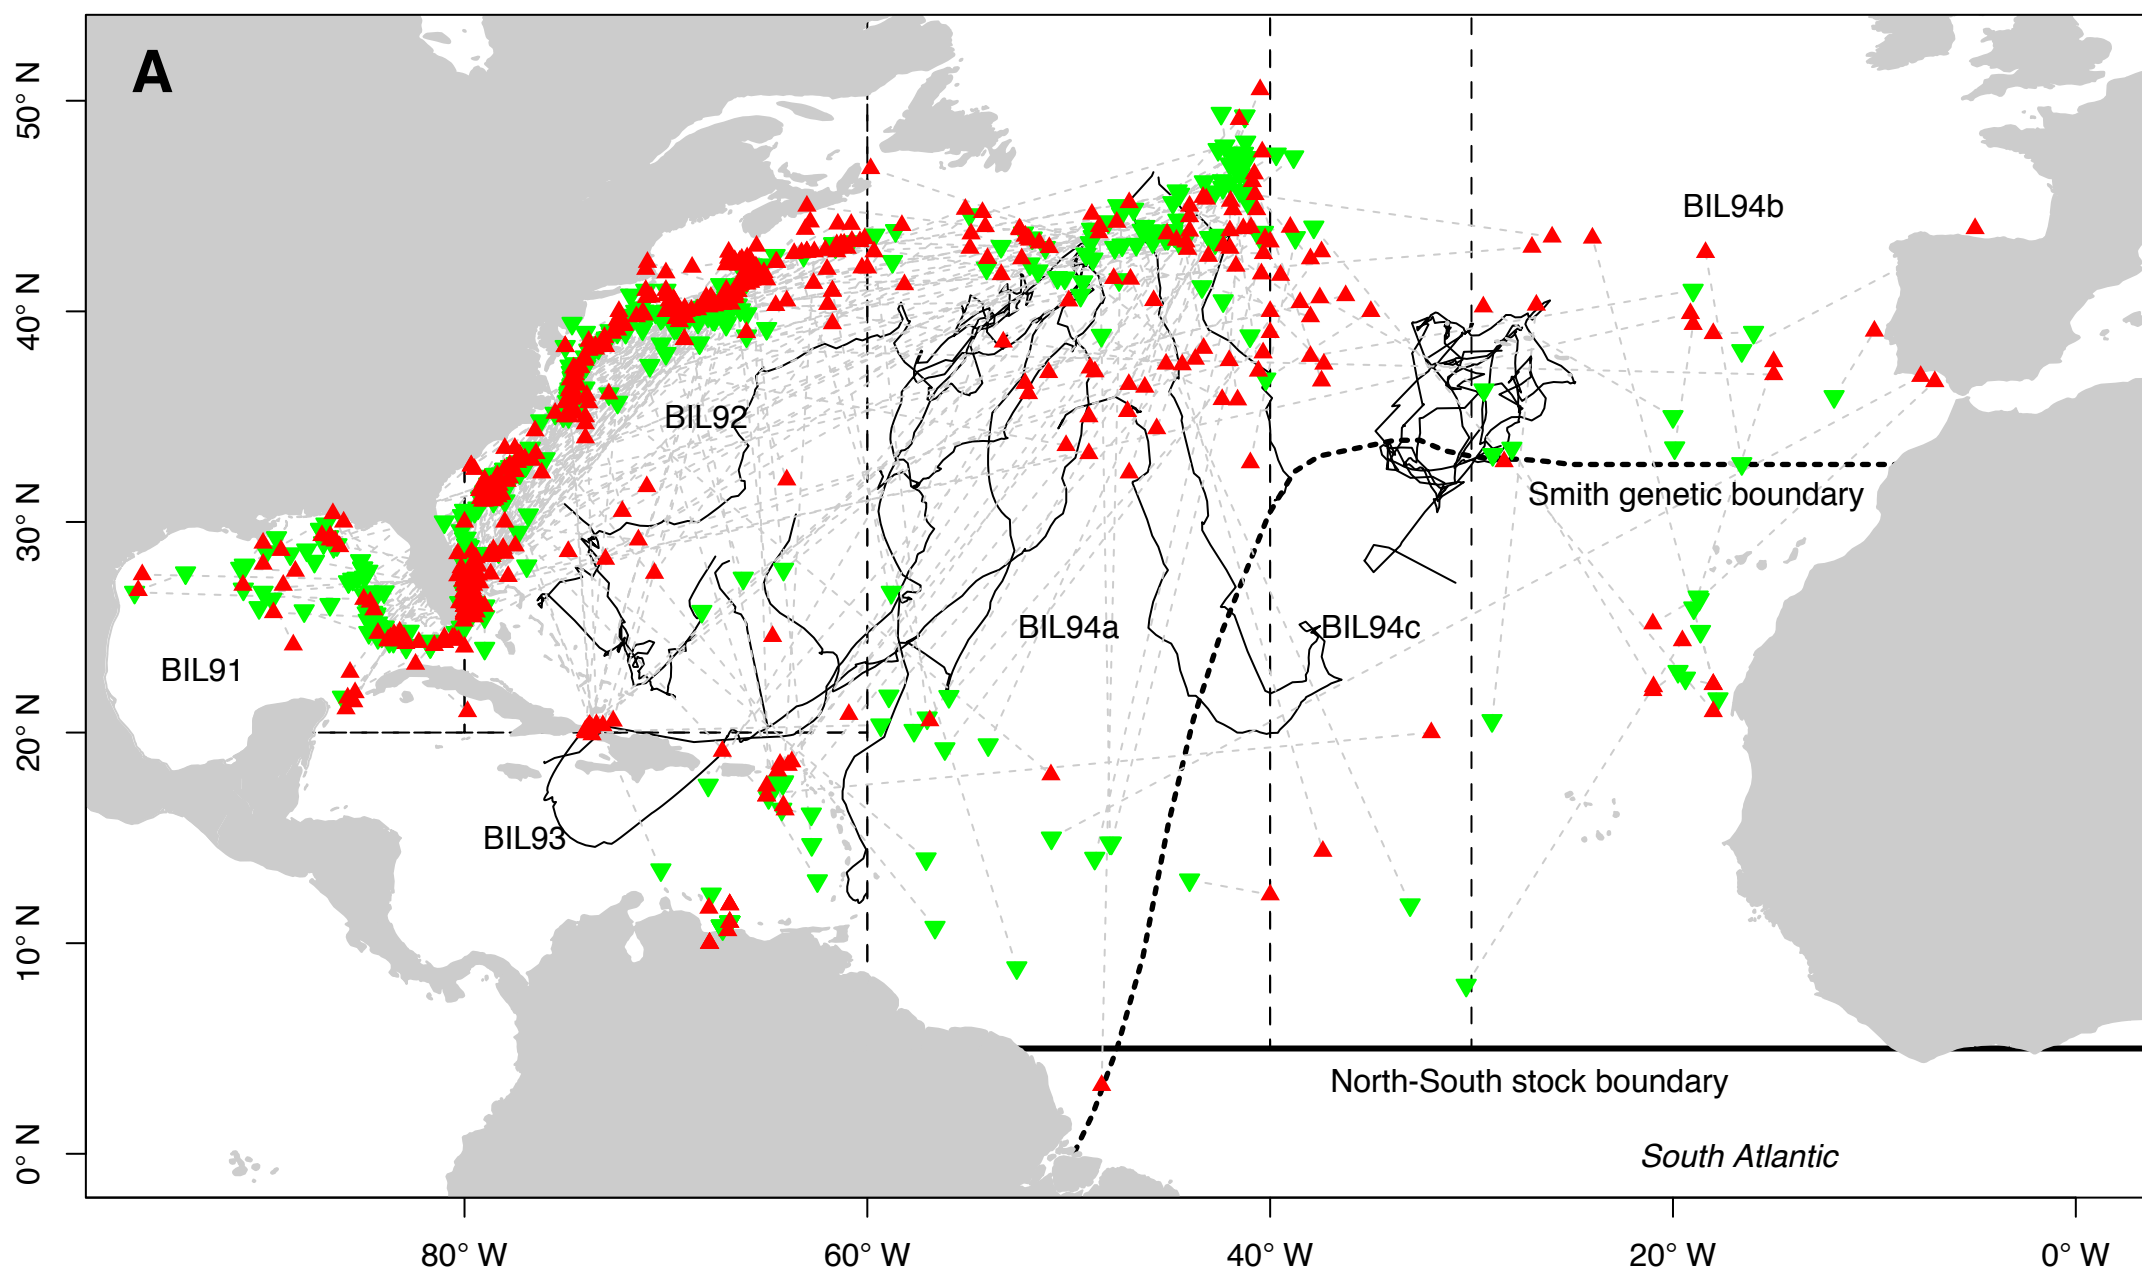 A
50° N
40° N
30° N
20° N
10° N
0° N
BIL94b
BIL92
Smith genetic boundary
BIL94a
BIL94c
BIL91
BIL93
North-South stock boundary
South Atlantic
80° W
60° W
40° W
20° W
0° W